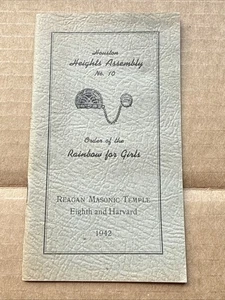 Houston
Heights Assembly
No. 10
Order of the
Rainbow for Girls
REAGAN MASONIC TEMPLE
Eighth and Harvard
1942